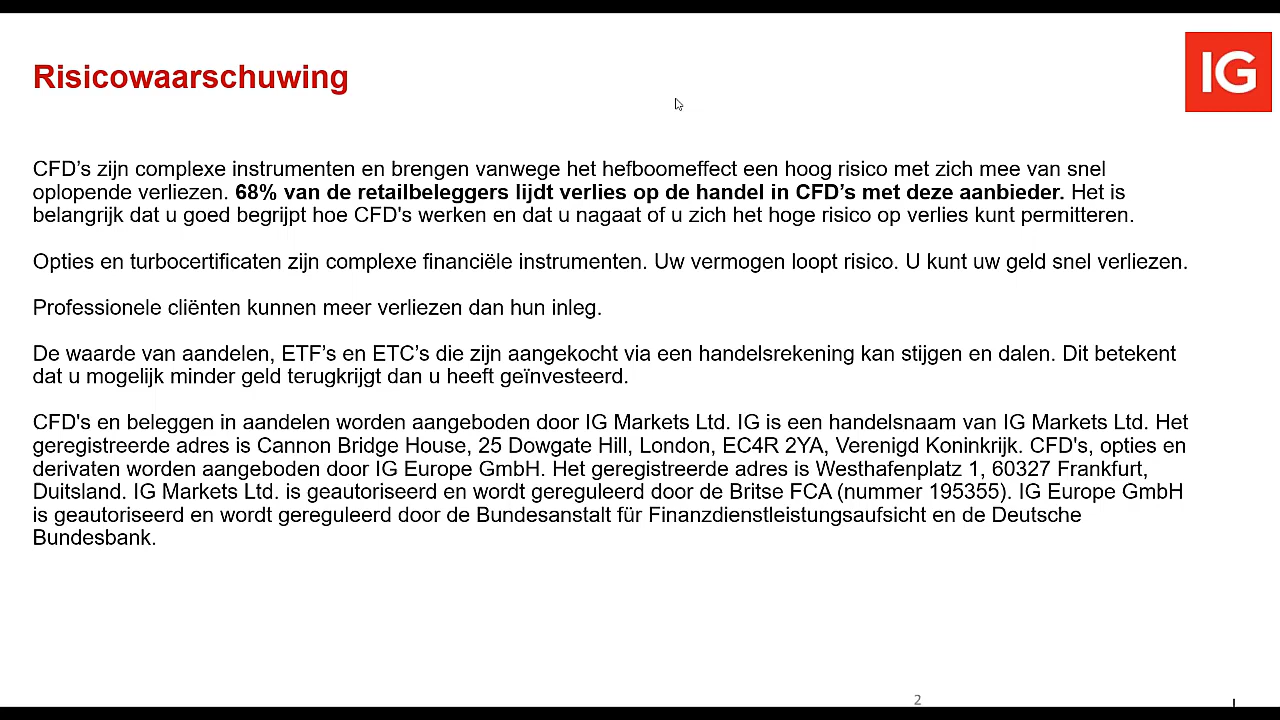 Risicowaarschuwing
IG
CFD’s zijn complexe instrumenten en brengen vanwege het hefboomeffect een hoog risico met zich mee van snel
oplopende verliezen. 68% van de retailbeleggers lijdt verlies op de handel in CFD’s met deze aanbieder. Het is
belangrijk dat u goed begrijpt hoe CFD's werken en dat u nagaat of u zich het hoge risico op verlies kunt permitteren.
Opties en turbocertificaten zijn complexe financiële instrumenten. Uw vermogen loopt risico. U kunt uw geld snel verliezen.
Professionele cliënten kunnen meer verliezen dan hun inleg.
De waarde van aandelen, ETF’s en ETC’s die zijn aangekocht via een handelsrekening kan stijgen en dalen. Dit betekent
dat u mogelijk minder geld terugkrijgt dan u heeft geïnvesteerd.
CFD's en beleggen in aandelen worden aangeboden door IG Markets Ltd. IG is een handelsnaam van IG Markets Ltd. Het
geregistreerde adres is Cannon Bridge House, 25 Dowgate Hill, London, EC4R 2YA, Verenigd Koninkrijk. CFD's, opties en
derivaten worden aangeboden door IG Europe GmbH. Het geregistreerde adres is Westhafenplatz 1, 60327 Frankfurt,
Duitsland. IG Markets Ltd. is geautoriseerd en wordt gereguleerd door de Britse FCA (nummer 195355). IG Europe GmbH
is geautoriseerd en wordt gereguleerd door de Bundesanstalt für Finanzdienstleistungsaufsicht en de Deutsche
Bundesbank.
2